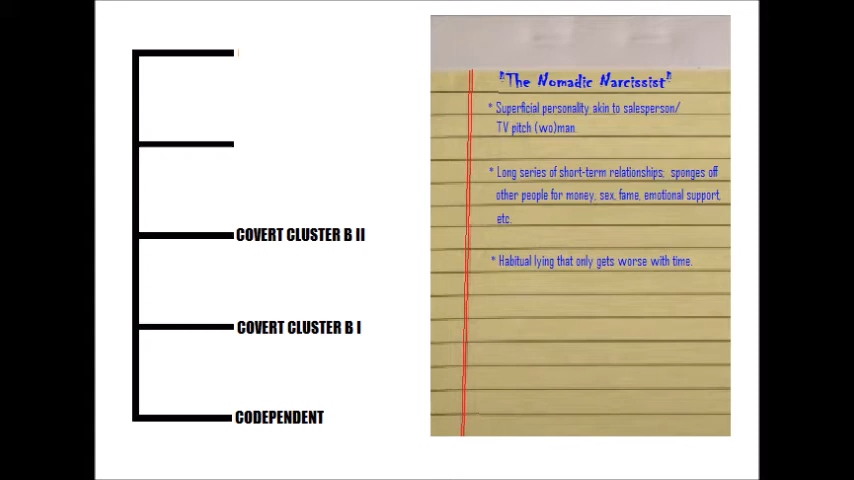 COVERT CLUSTER B II
COVERT CLUSTER B I
CODEPENDENT
"The Nomadic Narcissist"
* Superficial personality akin to salesperson/
TV pitch (wo)man.
* Long series of short-term relationships; sponges off
other people for money, sex, fame, emotional support,
etc.
* Habitual lying that only gets worse with time.